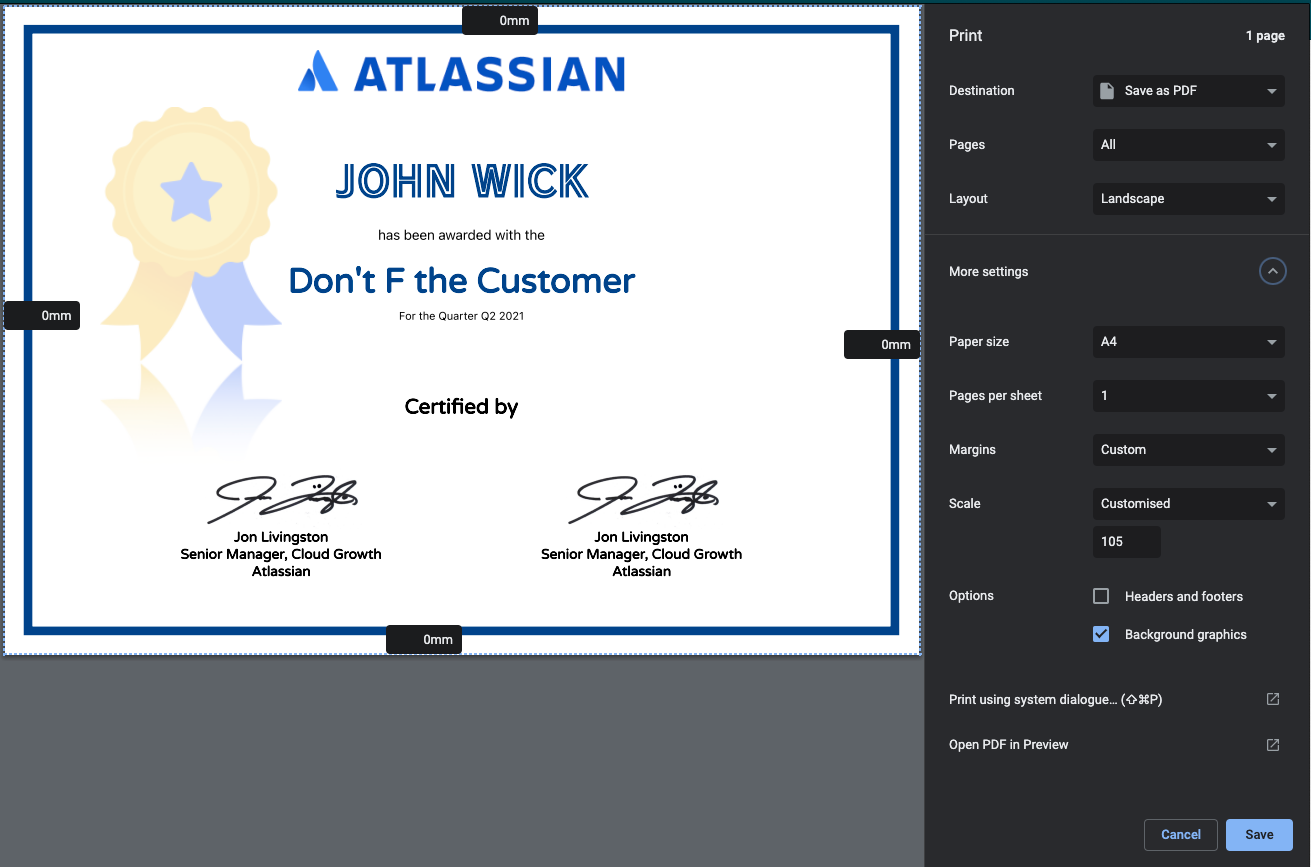 0mm
ATLASSIAN
JOHN WICK
has been awarded with the
Don't F the Customer
For the Quarter Q2 2021
0mm
0mm
Certified by
Jon Livingston
Senior Manager, Cloud Growth
Atlassian
Jon Livingston
Senior Manager, Cloud Growth
Atlassian
0mm
Print
1 page
Destination
Save as PDF
Pages
All
Layout
Landscape
More settings
Paper size
A4
Pages per sheet
1
Margins
Custom
Scale
Customised
105
Options
Headers and footers
Background graphics
Print using system dialogue… (⇧⌘P)
Open PDF in Preview
Cancel
Save